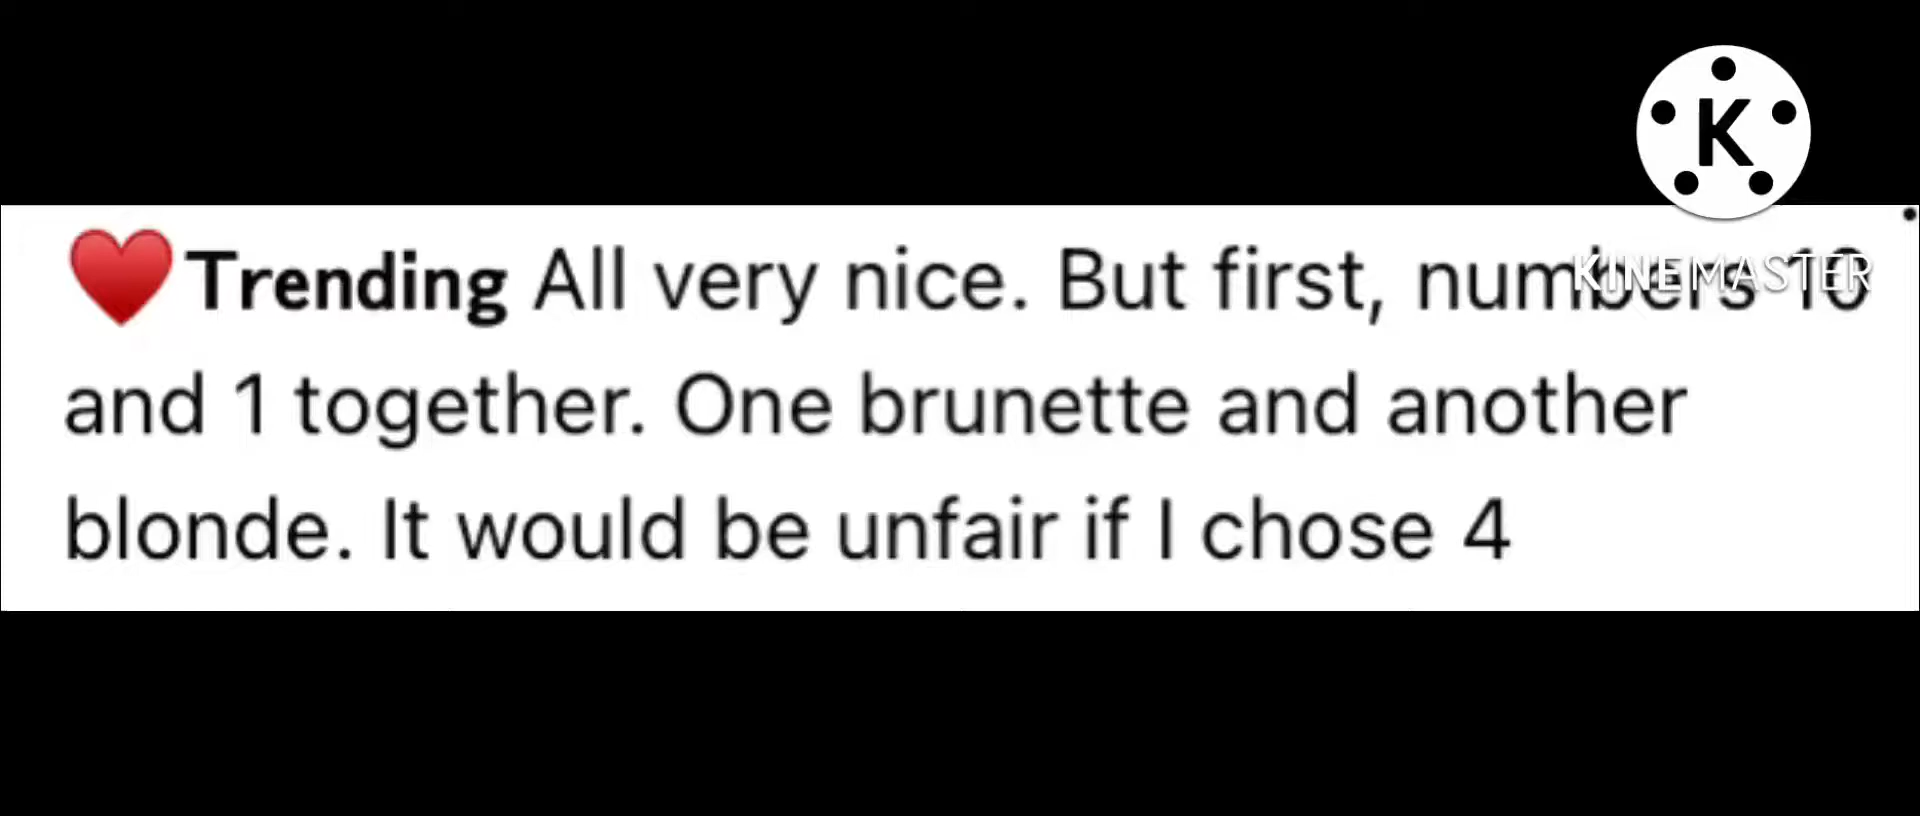 K
KINEMASTER
❤️Trending All very nice. But first, numbers 10
and 1 together. One brunette and another
blonde. It would be unfair if I chose 4